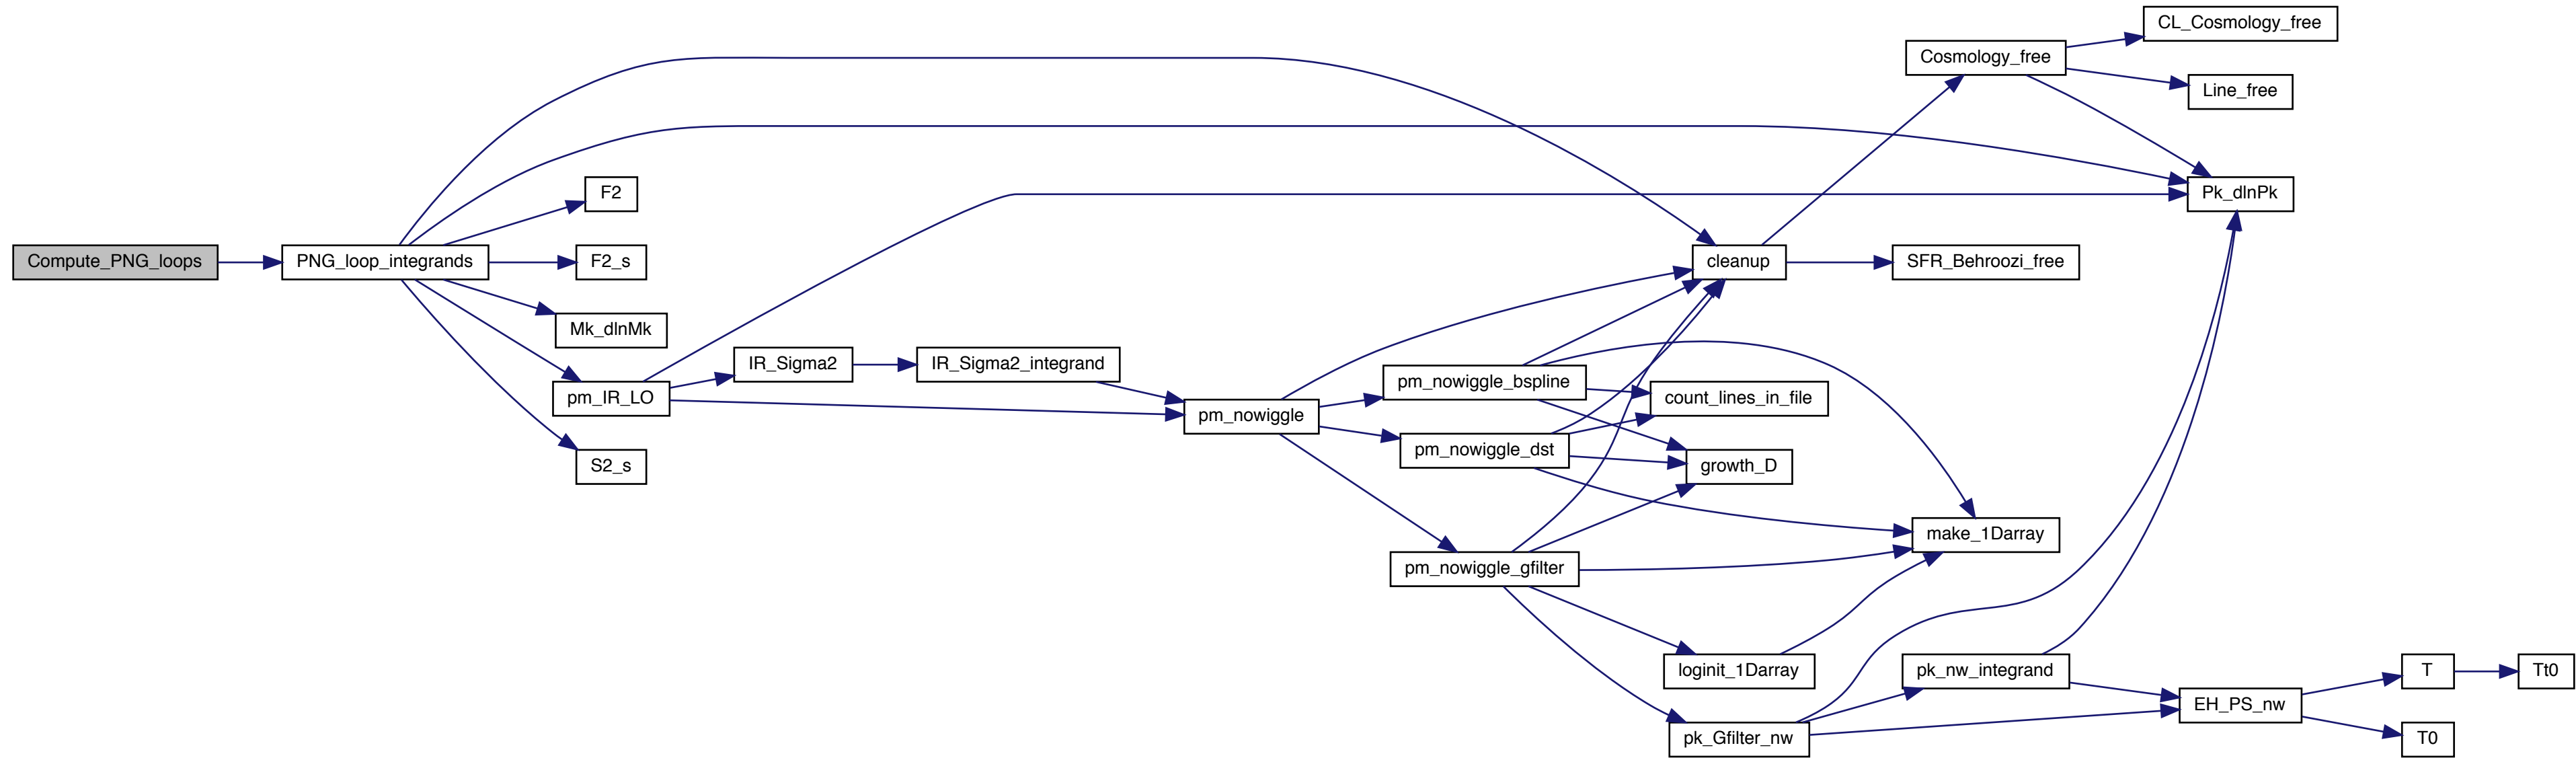 Compute_PNG_loops
PNG_loop_integrands
F2
F2_s
Mk_dlnMk
pm_IR_LO
S2_s
IR_Sigma2
IR_Sigma2_integrand
pm_nowiggle
pm_nowiggle_bspline
pm_nowiggle_dst
pm_nowiggle_gfilter
cleanup
count_lines_in_file
growth_D
loginit_1Darray
pk_Gfilter_nw
Cosmology_free
SFR_Behroozi_free
make_1Darray
pk_nw_integrand
CL_Cosmology_free
Line_free
Pk_dlnPk
EH_PS_nw
T
T0
Tt0